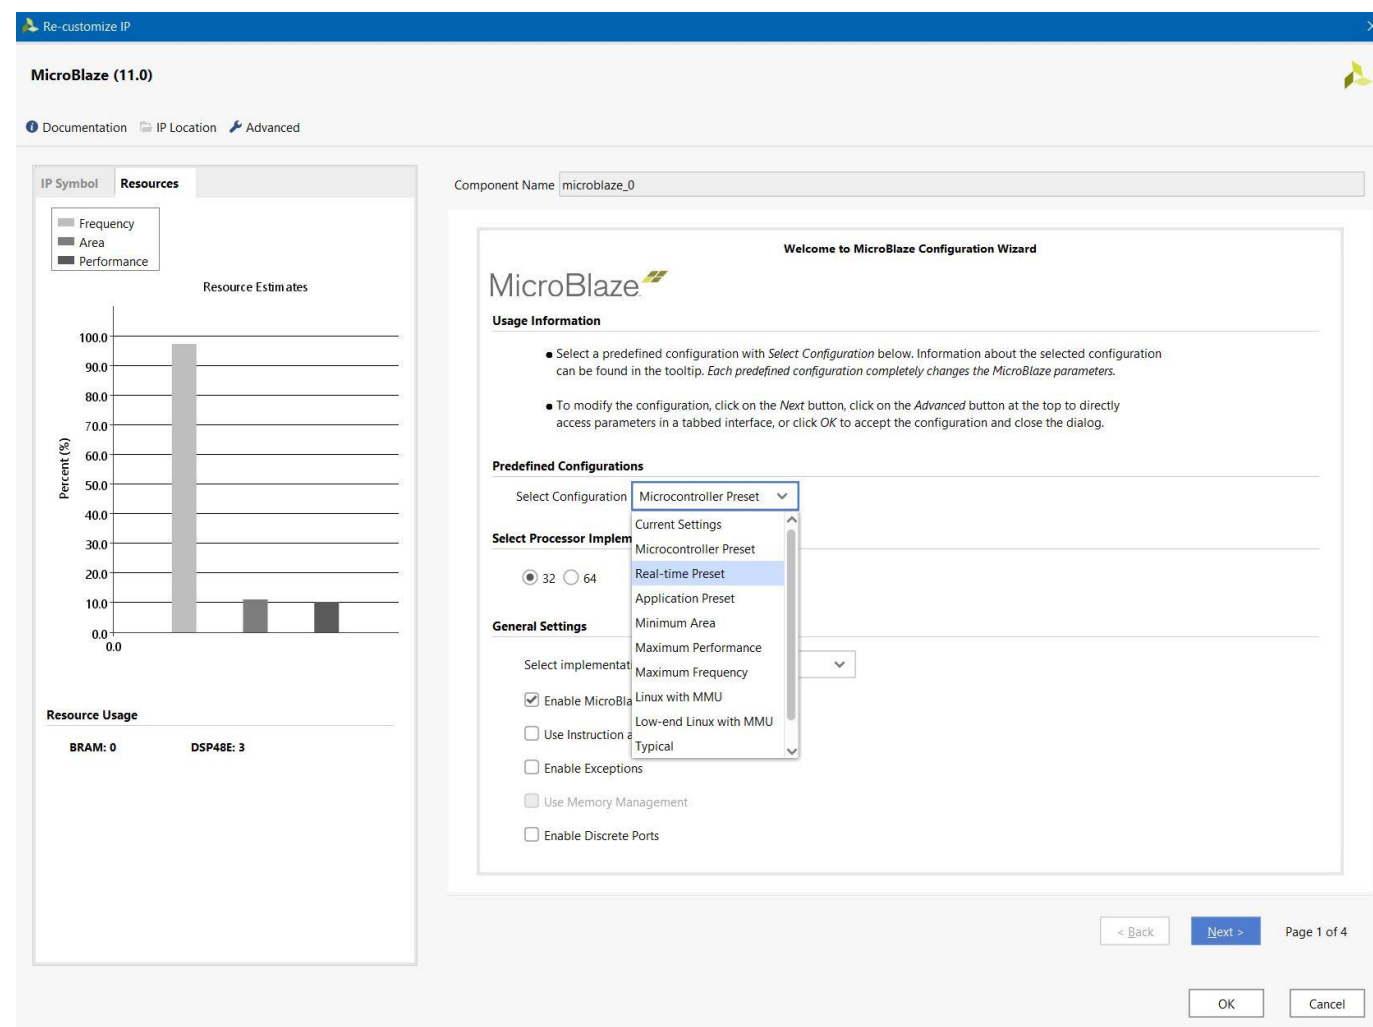 Re-customize IP
MicroBlaze (11.0)
Documentation IP Location Advanced
IP Symbol Resources
Frequency
Area
Performance
Resource Estimates
100.0
90.0
80.0
70.0
60.0
50.0
40.0
30.0
20.0
10.0
0.0
0.0
Percent (%)
Resource Usage
BRAM: 0 DSP48E: 3
Component Name microblaze_0
Welcome to MicroBlaze Configuration Wizard
MicroBlaze
Usage Information
Select a predefined configuration with Select Configuration below. Information about the selected configuration
can be found in the tooltip. Each predefined configuration completely changes the MicroBlaze parameters.
To modify the configuration, click on the Next button, click on the Advanced button at the top to directly
access parameters in a tabbed interface, or click OK to accept the configuration and close the dialog.
Predefined Configurations
Select Configuration Microcontroller Preset
Current Settings
Microcontroller Preset
Real-time Preset
Application Preset
Minimum Area
Maximum Performance
Maximum Frequency
Linux with MMU
Low-end Linux with MMU
Typical
Select Processor Implem
32 64
General Settings
Select implementat
Enable MicroBla
Use Instruction a
Enable Exceptions
Use Memory Management
Enable Discrete Ports
< Back Next > Page 1 of 4
OK Cancel